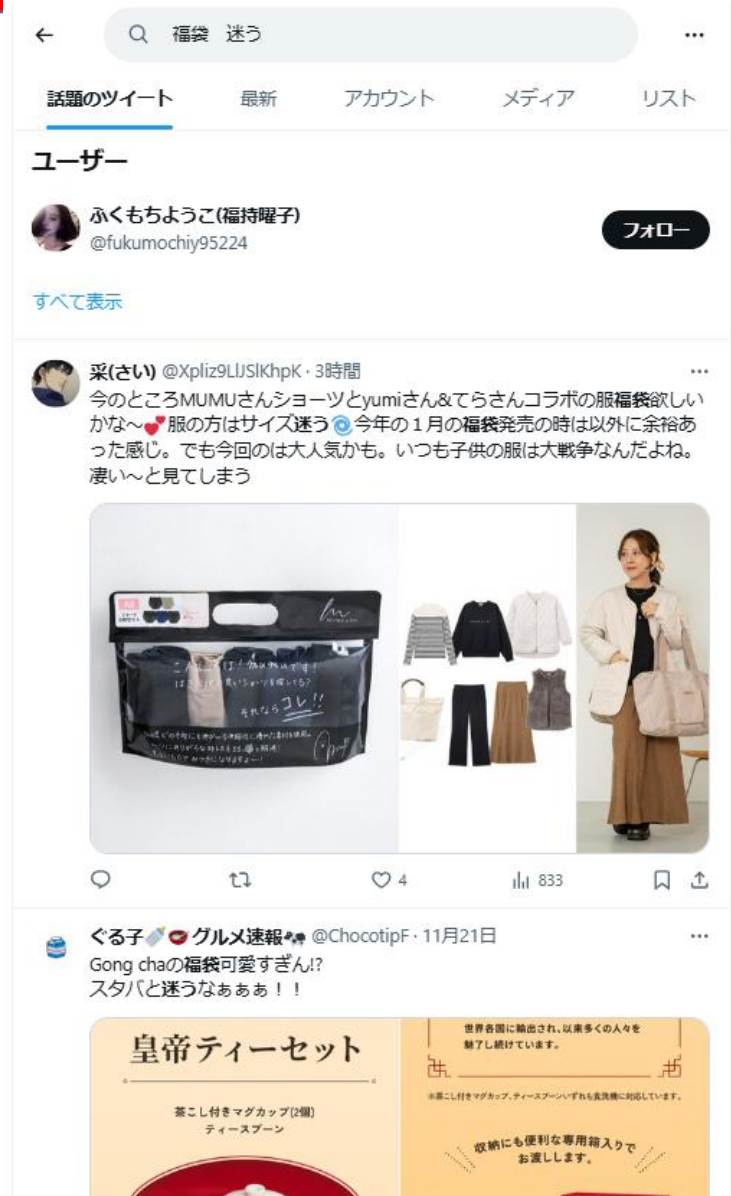 福袋 迷う
話題のツイート 最新 アカウント メディア リスト
ユーザー
ふくもちようこ(福持曜子)
@fukumochiy95224
フォロー
すべて表示
采(さい) @Xpliz9LlJSlKhpK · 3時間
今のところMUMUさんショーツとyumiさん&てらさんコラボの服福袋欲しい
かな〜💕服の方はサイズ迷う🌀今年の１月の福袋発売の時は以外に余裕あ
った感じ。でも今回のは大人気かも。いつも子供の服は大戦争なんだよね。
凄い〜と見てしまう
それなら コレ!!
4 833
ぐる子🍼🍲グルメ速報🐄 @ChocotipF · 11月21日
Gong chaの福袋可愛すぎん!?
スタバと迷うなぁぁぁ！！
皇帝ティーセット
茶こし付きマグカップ(2個)
ティースプーン
世界各国に輸出され、以来多くの人々を
魅了し続けています。
※茶こし付きマグカップ、ティースプーンいずれも食洗機に対応しています。
収納にも便利な専用箱入りで
お渡しします。